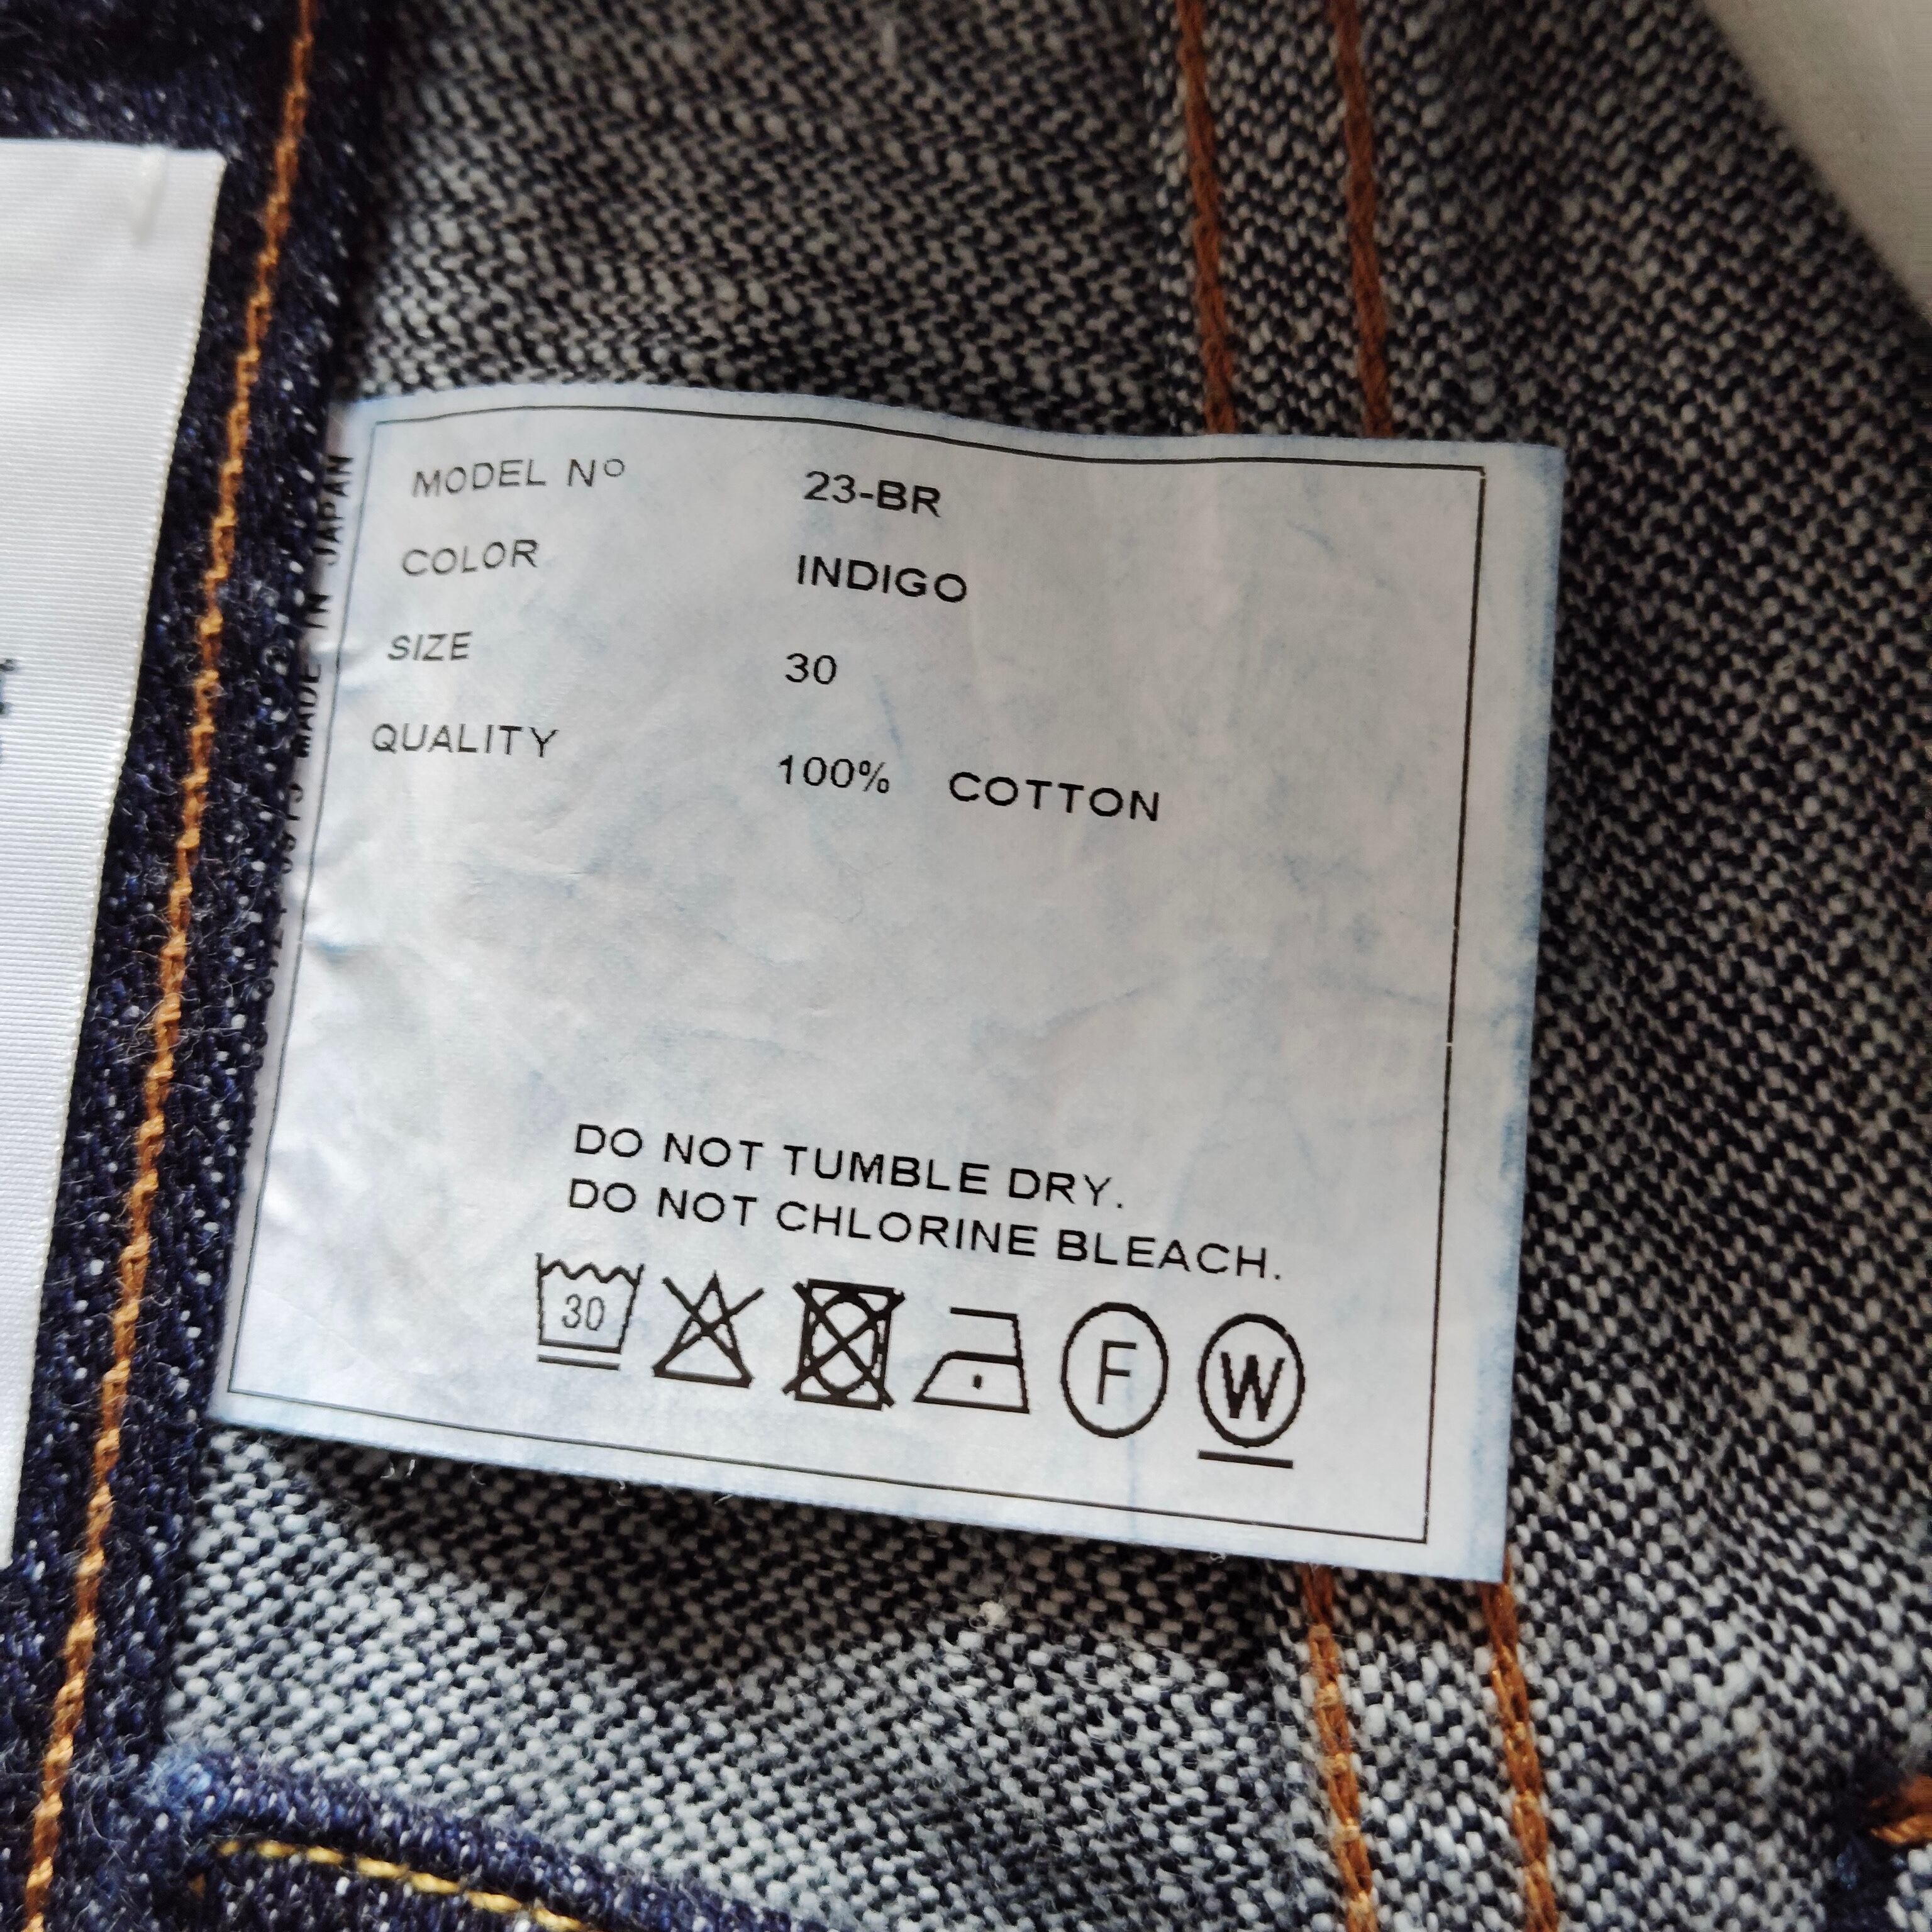 MODEL Nº 23-BR
COLOR INDIGO
SIZE 30
QUALITY 100% COTTON
DO NOT TUMBLE DRY.
DO NOT CHLORINE BLEACH.
30 F W
MADE IN JAPAN